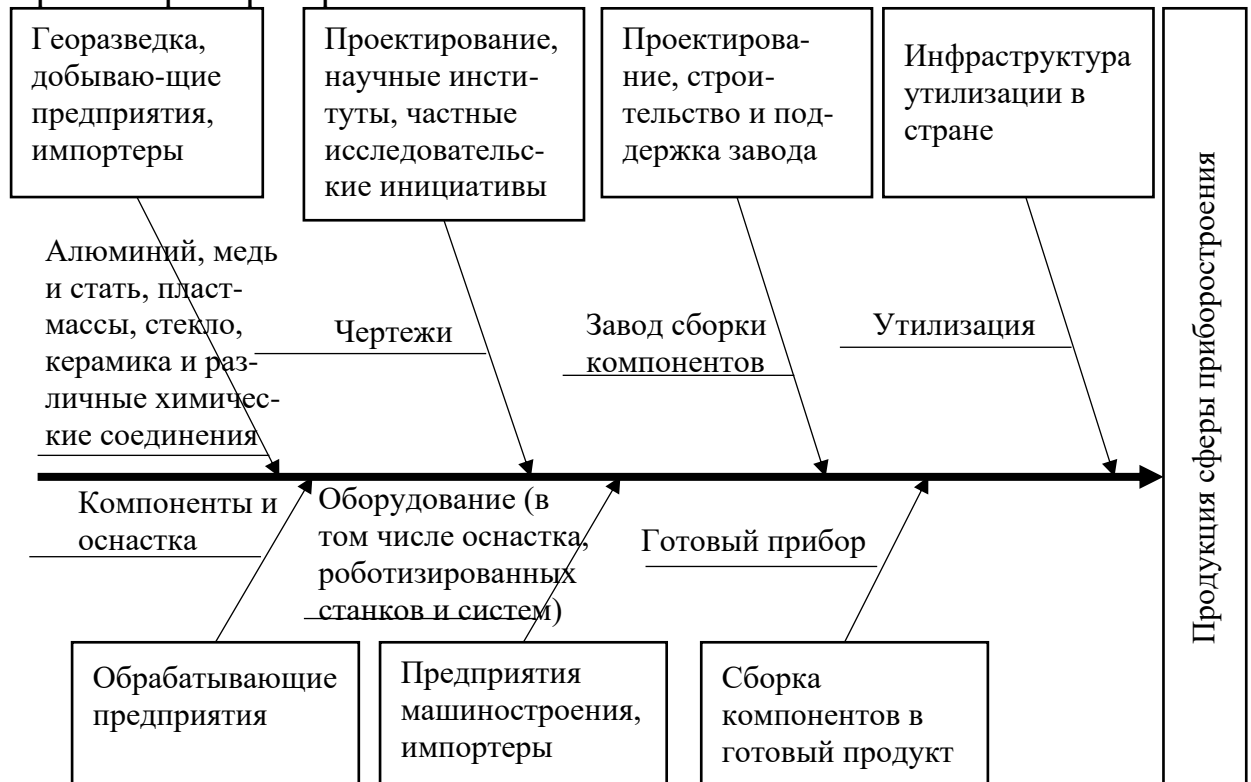 Георазведка,
добываю-щие
предприятия,
импортеры
Проектирование,
научные инсти-
туты, частные
исследовательс-
кие инициативы
Проектирова-
ние, строи-
тельство и под-
держка завода
Инфраструктура
утилизации в
стране
Алюминий, медь
и стать, пласт-
массы, стекло,
керамика и раз-
личные химичес-
кие соединения
Чертежи
Завод сборки
компонентов
Утилизация
Продукция сферы приборостроения
Компоненты и
оснастка
Оборудование (в
том числе оснастка,
роботизированных
станков и систем)
Готовый прибор
Обрабатывающие
предприятия
Предприятия
машиностроения,
импортеры
Сборка
компонентов в
готовый продукт